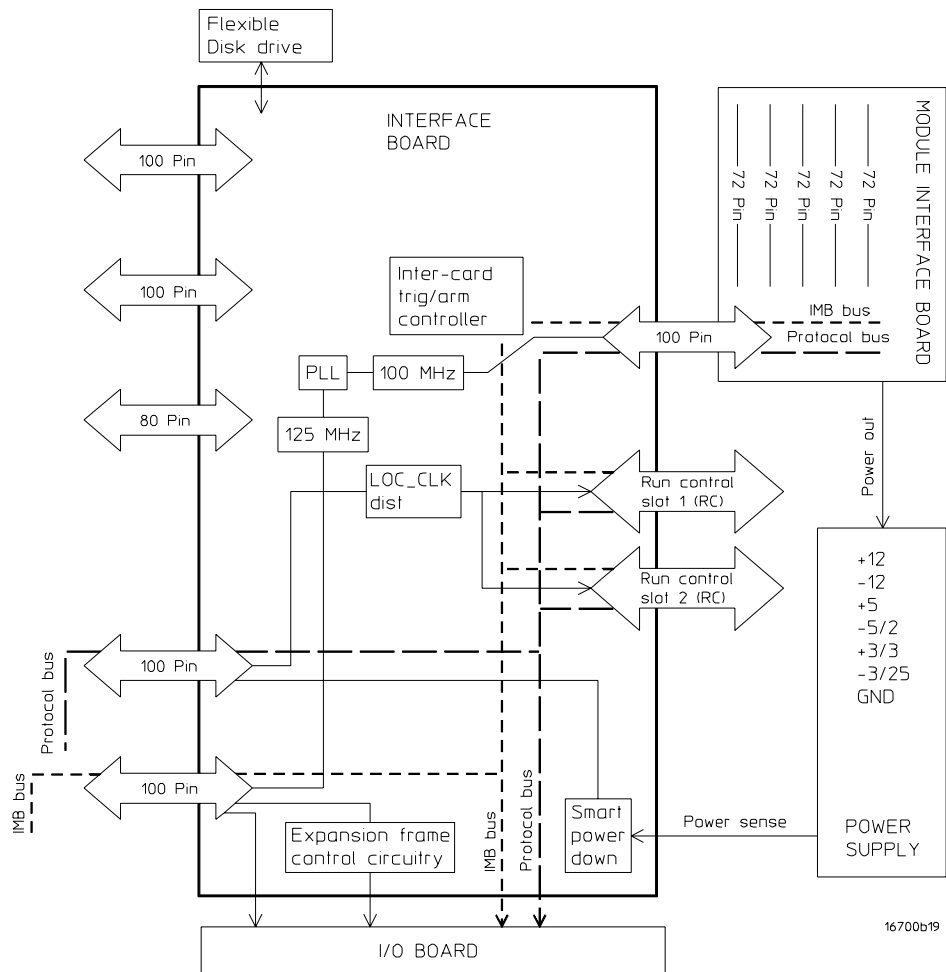 Flexible
Disk drive
INTERFACE
BOARD
MODULE INTERFACE BOARD
72 Pin
72 Pin
72 Pin
72 Pin
72 Pin
100 Pin
100 Pin
Inter-card
trig/arm
controller
IMB bus
Protocol bus
100 Pin
PLL
100 MHz
80 Pin
125 MHz
Power out
LOC_CLK
dist
Run control
slot 1 (RC)
Run control
slot 2 (RC)
+12
-12
+5
-5/2
+3/3
-3/25
GND
100 Pin
Protocol bus
100 Pin
IMB bus
Expansion frame
control circuitry
IMB bus
Protocol bus
Smart
power
down
Power sense
POWER
SUPPLY
I/O BOARD
16700b19